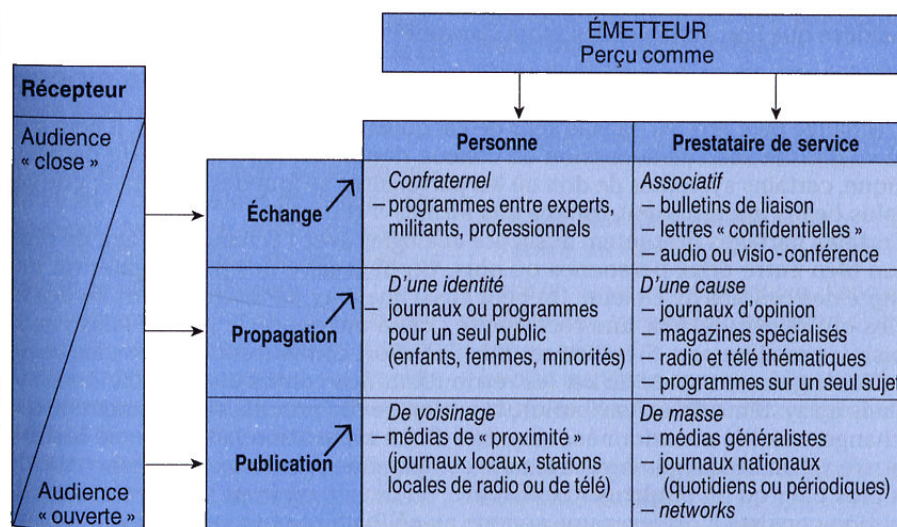 ÉMETTEUR
Perçu comme
Récepteur
Audience
« close »
Audience
« ouverte »
Personne
Prestataire de service
Échange
Confraternel
– programmes entre experts,
militants, professionnels
Associatif
– bulletins de liaison
– lettres « confidentielles »
– audio ou visio-conférence
Propagation
D'une identité
– journaux ou programmes
pour un seul public
(enfants, femmes, minorités)
D'une cause
– journaux d'opinion
– magazines spécialisés
– radio et télé thématiques
– programmes sur un seul sujet
Publication
De voisinage
– médias de « proximité »
(journaux locaux, stations
locales de radio ou de télé)
De masse
– médias généralistes
– journaux nationaux
(quotidiens ou périodiques)
– networks